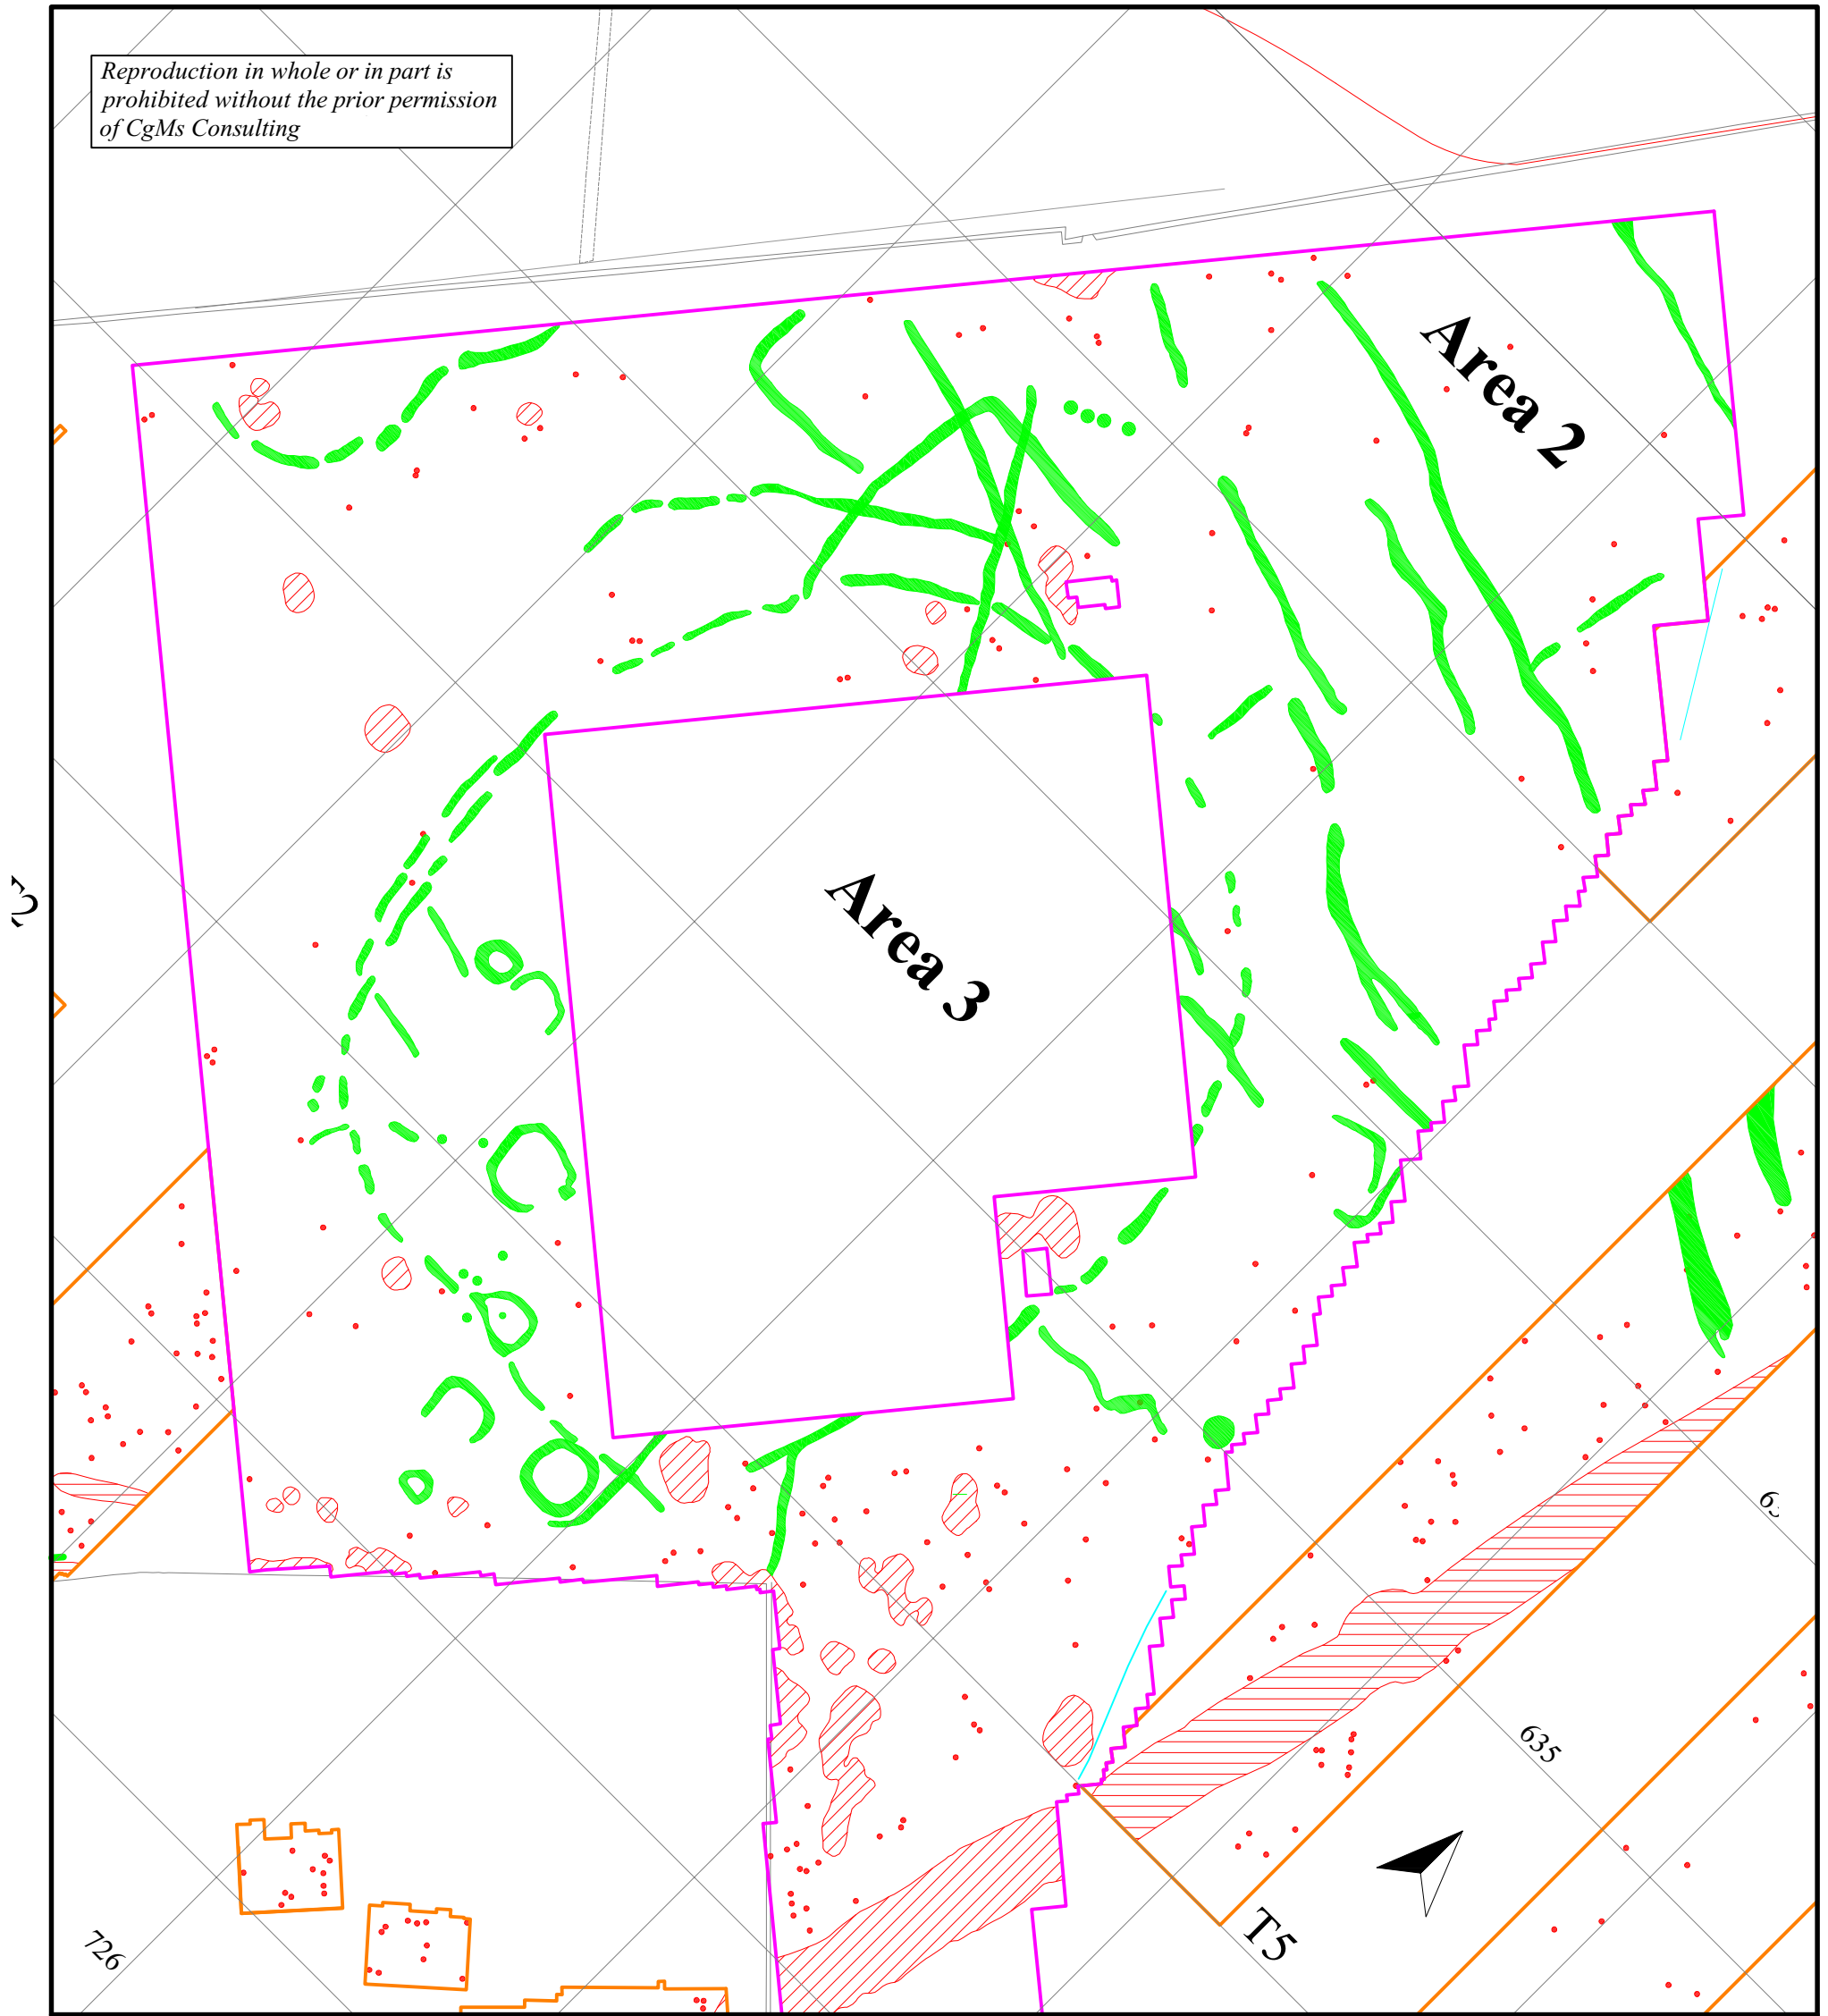 Reproduction in whole or in part is
prohibited without the prior permission
of CgMs Consulting
Area 2
Area 3
2
635
T5
726